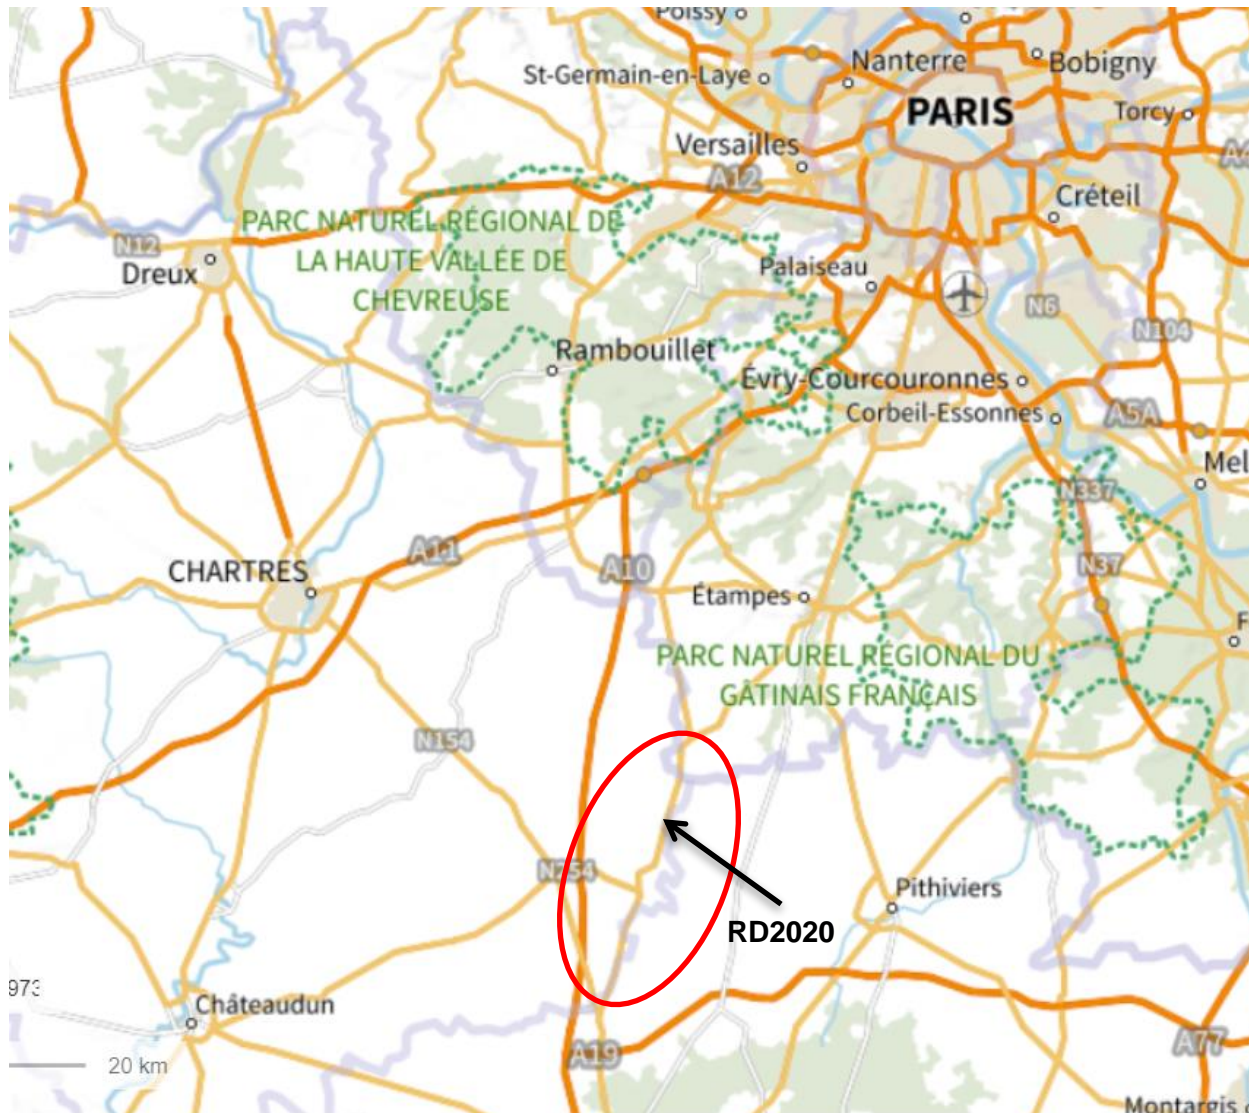 Poissy
Nanterre
Bobigny
St-Germain-en-Laye
PARIS
Torcy
Versailles
A12
Créteil
PARC NATUREL RÉGIONAL DE
LA HAUTE VALLÉE DE
CHEVREUSE
N12
Dreux
Palaiseau
N6
N104
Rambouillet
Évry-Courcouronnes
Corbeil-Essonnes
A5A
Mel
N337
A11
CHARTRES
A10
N37
Étampes
F
PARC NATUREL RÉGIONAL DU
GÂTINAIS FRANÇAIS
N154
N254
Pithiviers
RD2020
973
Châteaudun
20 km
A19
A77
Montargis